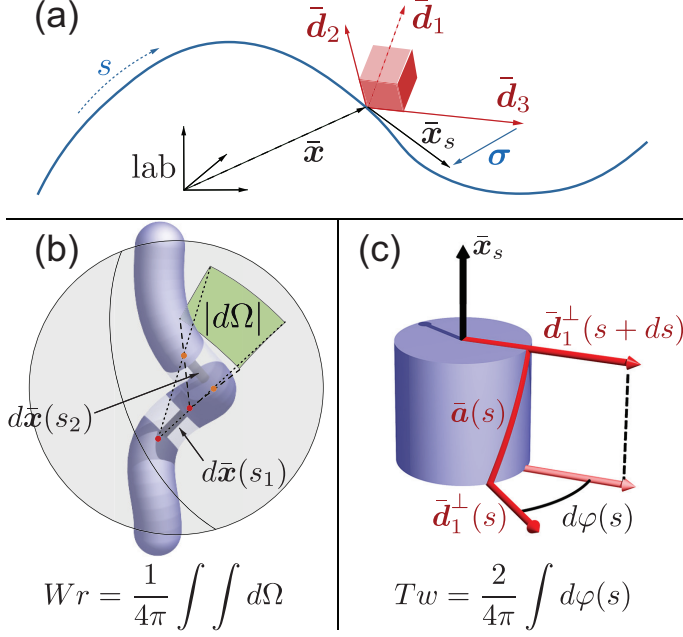 (a)
s
d̄₂
d̄₁
d̄₃
x̄
x̄ₛ
σ
lab
(b)
|dΩ|
dx̄(s₂)
dx̄(s₁)
Wr = 1/4π ∫ ∫ dΩ
(c)
x̄ₛ
d̄₁⊥(s + ds)
ā(s)
d̄₁⊥(s)
dφ(s)
Tw = 2/4π ∫ dφ(s)